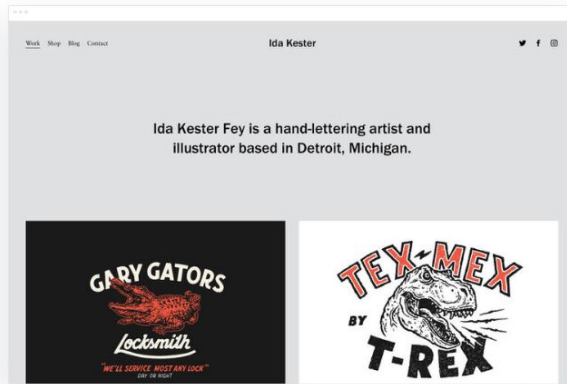 Work Shop Blog Contact
Ida Kester
Ida Kester Fey is a hand-lettering artist and
illustrator based in Detroit, Michigan.
GARY GATORS
Locksmith
"WE'LL SERVICE MOST ANY LOCK"
DAY OR NIGHT
TEX-MEX
BY
T-REX